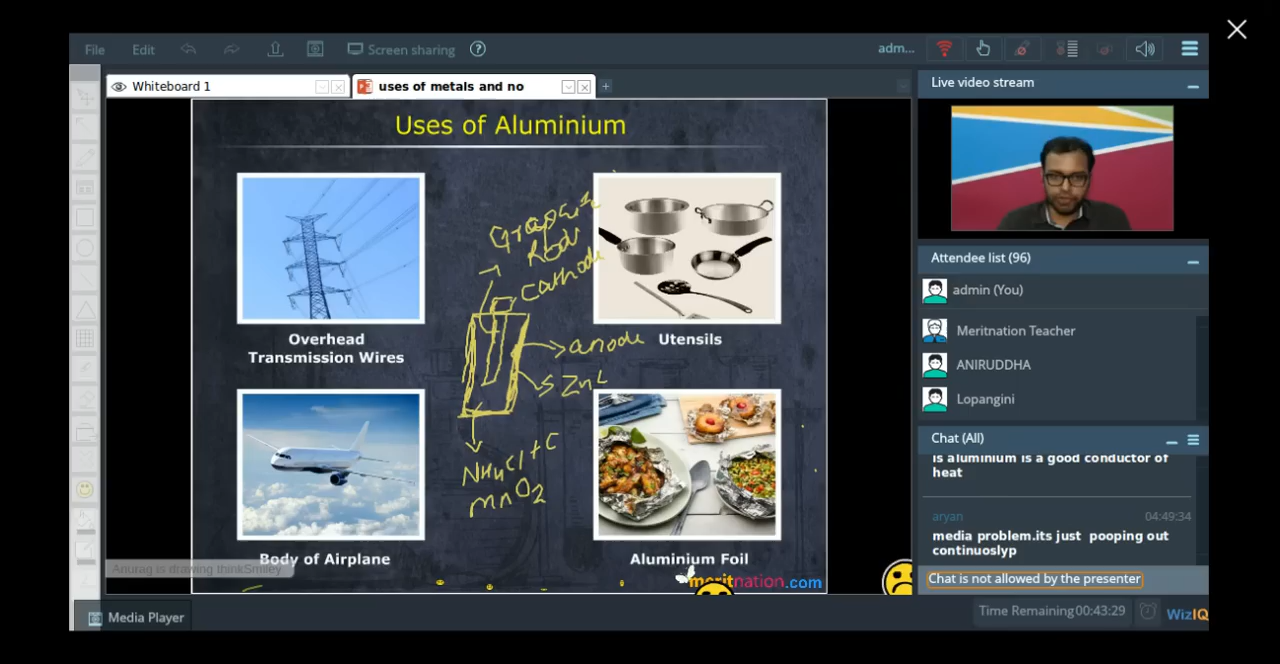 File Edit Screen sharing ? adm...
Whiteboard 1
uses of metals and no
Uses of Aluminium
Graphite
Rod
Cathode
anode
Zn
NH4Cl + C
MnO2
Overhead
Transmission Wires
Utensils
Body of Airplane
Aluminium Foil
Anurag is drawing thinkSmiley
meritnation.com
Media Player
Live video stream
Attendee list (96)
admin (You)
Meritnation Teacher
ANIRUDDHA
Lopangini
Chat (All)
is aluminium is a good conductor of
heat
aryan 04:49:34
media problem.its just pooping out
continuoslyp
Chat is not allowed by the presenter
Time Remaining 00:43:29
WizIQ